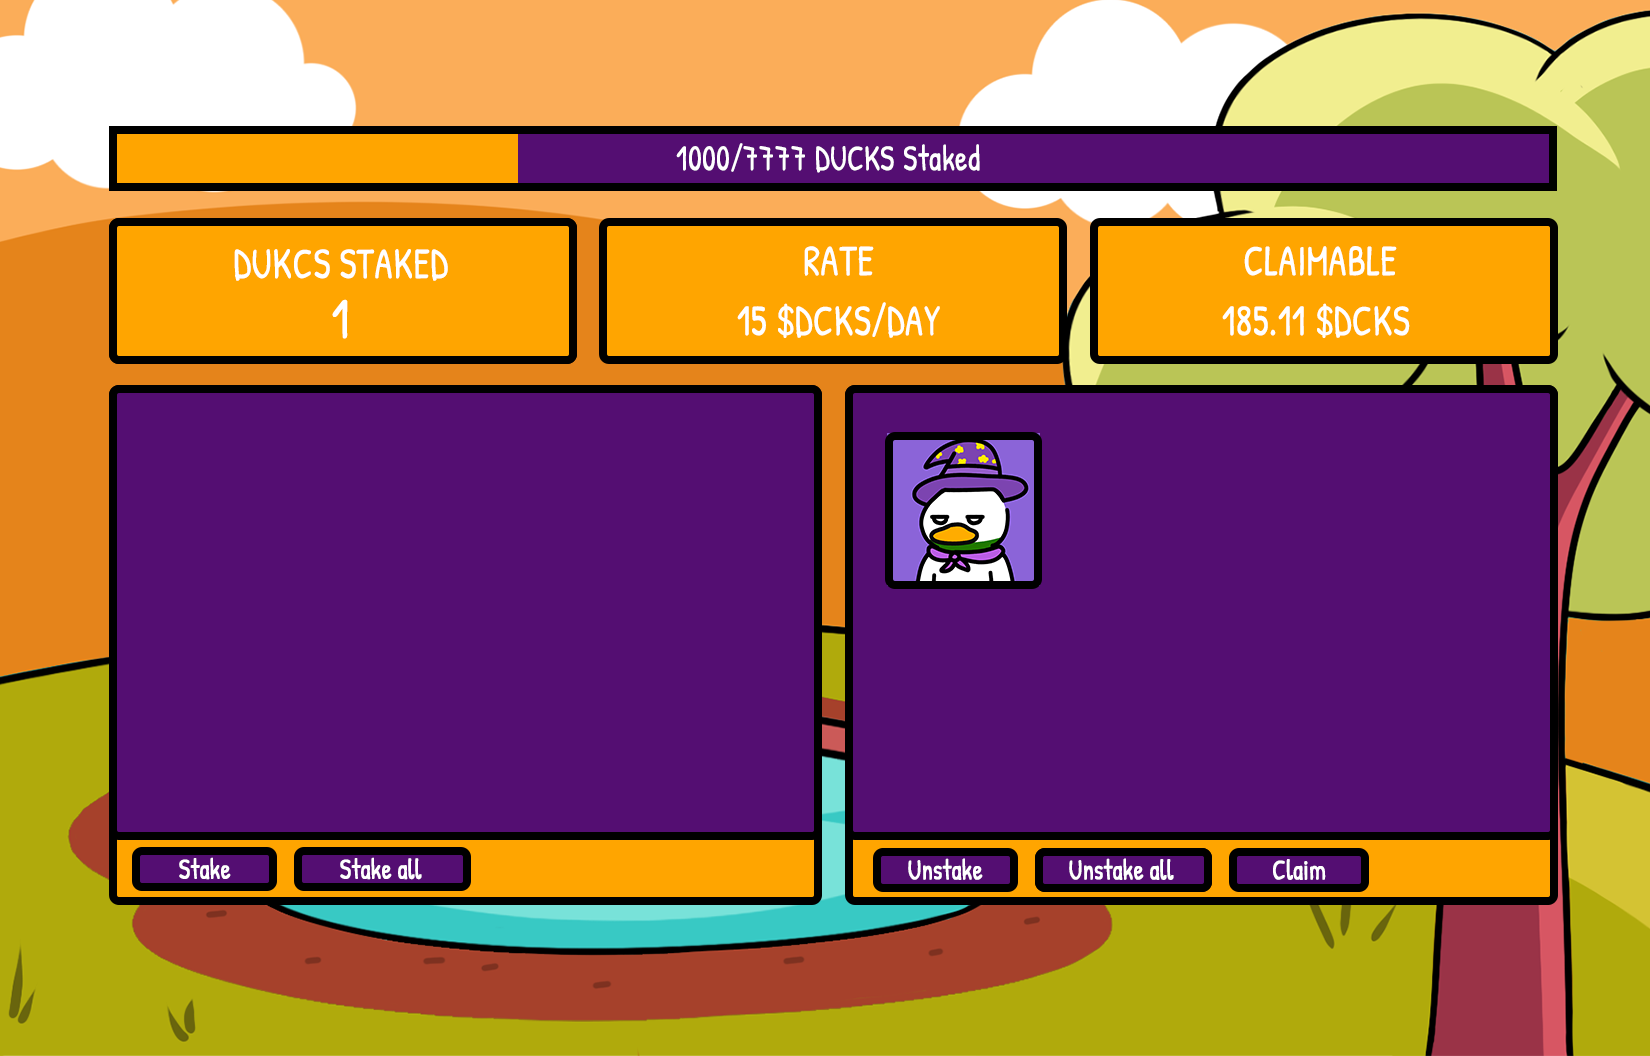 1000/7777 DUCKS Staked
DUKCS STAKED
1
RATE
15 $DCKS/DAY
CLAIMABLE
185.11 $DCKS
Stake
Stake all
Unstake
Unstake all
Claim